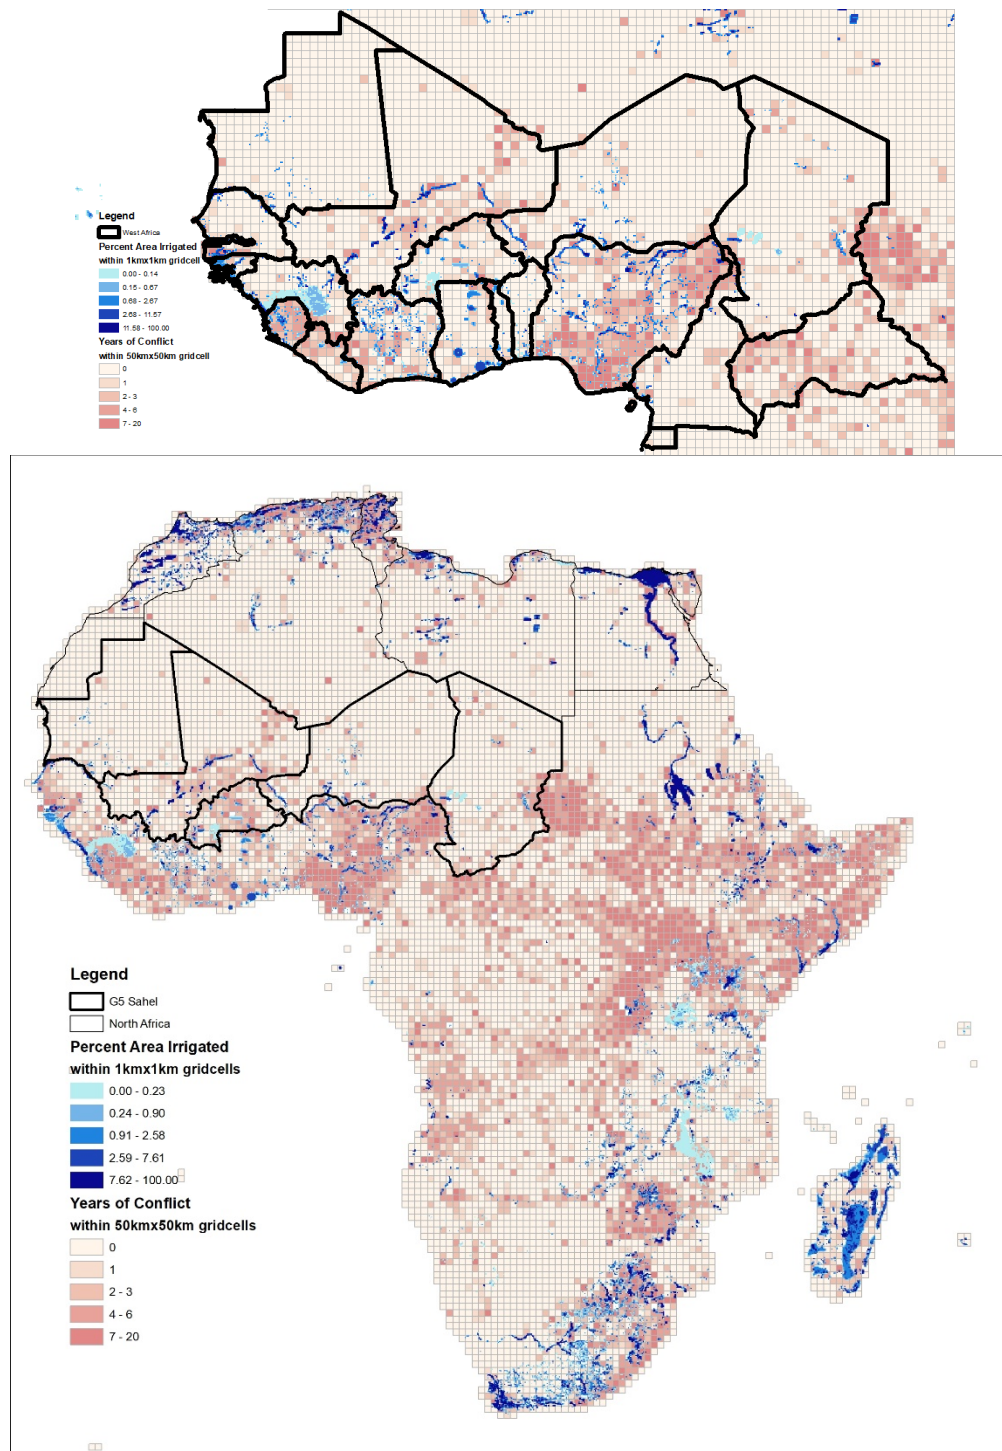 Legend
West Africa
Percent Area Irrigated
within 1kmx1km gridcell
0.00 - 0.14
0.15 - 0.67
0.68 - 2.67
2.68 - 11.57
11.58 - 100.00
Years of Conflict
within 50kmx50km gridcell
0
1
2 - 3
4 - 6
7 - 20
Legend
G5 Sahel
North Africa
Percent Area Irrigated
within 1kmx1km gridcells
0.00 - 0.23
0.24 - 0.90
0.91 - 2.58
2.59 - 7.61
7.62 - 100.00
Years of Conflict
within 50kmx50km gridcells
0
1
2 - 3
4 - 6
7 - 20